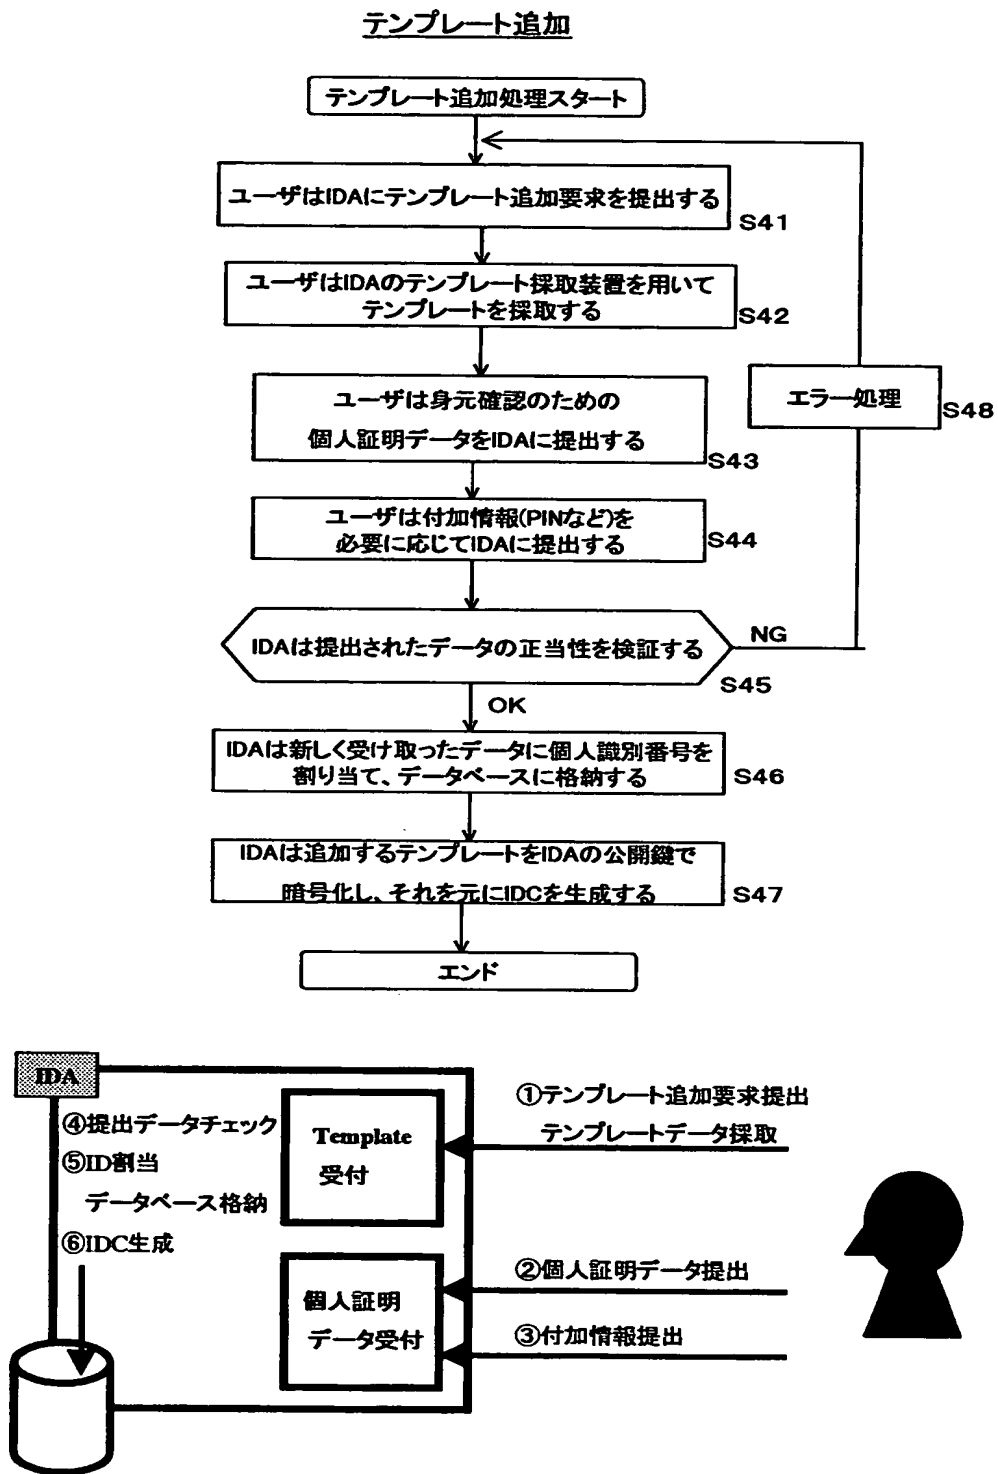 テンプレート追加
テンプレート追加処理スタート
ユーザはIDAにテンプレート追加要求を提出する
S41
ユーザはIDAのテンプレート採取装置を用いて
テンプレートを採取する
S42
ユーザは身元確認のための
個人証明データをIDAに提出する
S43
エラー処理
S48
ユーザは付加情報(PINなど)を
必要に応じてIDAに提出する
S44
IDAは提出されたデータの正当性を検証する
NG
S45
OK
IDAは新しく受け取ったデータに個人識別番号を
割り当て、データベースに格納する
S46
IDAは追加するテンプレートをIDAの公開鍵で
暗号化し、それを元にIDCを生成する
S47
エンド
IDA
④提出データチェック
⑤ID割当
データベース格納
⑥IDC生成
Template
受付
個人証明
データ受付
①テンプレート追加要求提出
テンプレートデータ採取
②個人証明データ提出
③付加情報提出